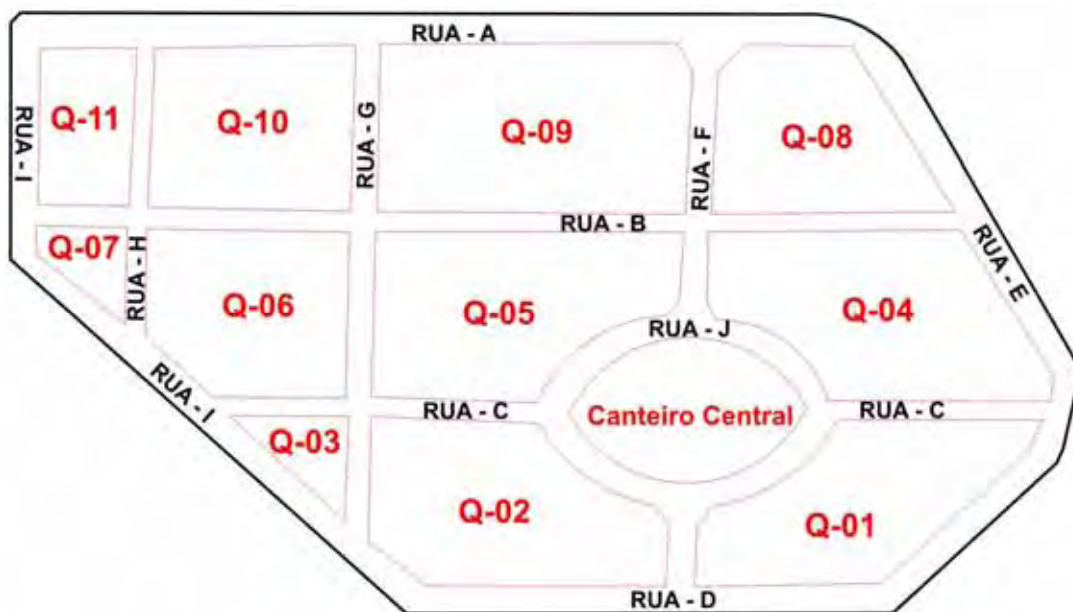 RUA - A
Q-11
Q-10
RUA - G
Q-09
RUA - F
Q-08
RUA - I
RUA - B
Q-07
RUA - H
Q-06
Q-05
RUA - J
Q-04
RUA - E
RUA - I
RUA - C
Canteiro Central
RUA - C
Q-03
Q-02
Q-01
RUA - D